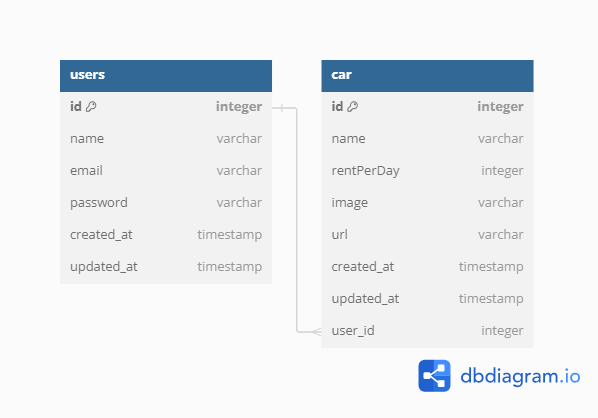 users
id integer
name varchar
email varchar
password varchar
created_at timestamp
updated_at timestamp
car
id integer
name varchar
rentPerDay integer
image varchar
url varchar
created_at timestamp
updated_at timestamp
user_id integer
dbdiagram.io